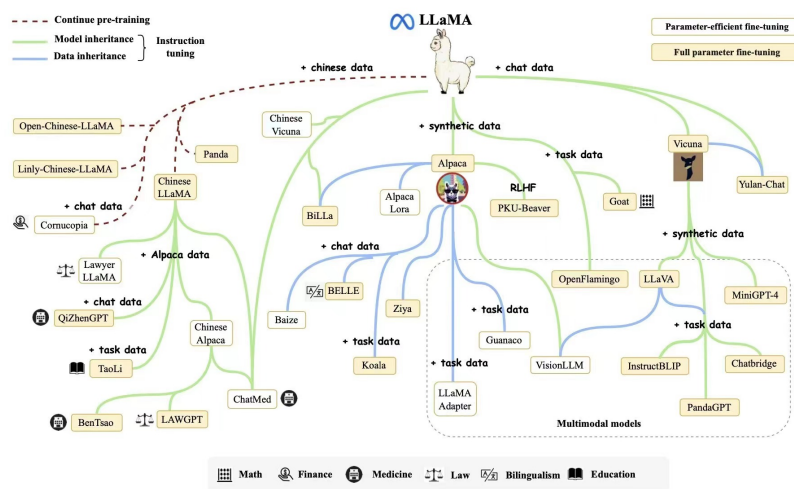 Continue pre-training
Model inheritance
Data inheritance
Instruction
tuning
LLaMA
Parameter-efficient fine-tuning
Full parameter fine-tuning
+ chinese data
+ chat data
Chinese
Vicuna
+ synthetic data
Open-Chinese-LLaMA
Panda
Linly-Chinese-LLaMA
Chinese
LLaMA
+ task data
Vicuna
Alpaca
Yulan-Chat
RLHF
Alpaca
Lora
PKU-Beaver
Goat
BiLLa
+ chat data
Cornucopia
+ synthetic data
+ Alpaca data
+ chat data
Lawyer
LLaMA
OpenFlamingo
LLaVA
MiniGPT-4
BELLE
+ chat data
QiZhenGPT
Baize
Ziya
+ task data
Guanaco
+ task data
Chinese
Alpaca
+ task data
+ task data
TaoLi
Koala
+ task data
VisionLLM
InstructBLIP
Chatbridge
ChatMed
LLaMA
Adapter
PandaGPT
BenTsao
LAWGPT
Multimodal models
Math
Finance
Medicine
Law
Bilingualism
Education